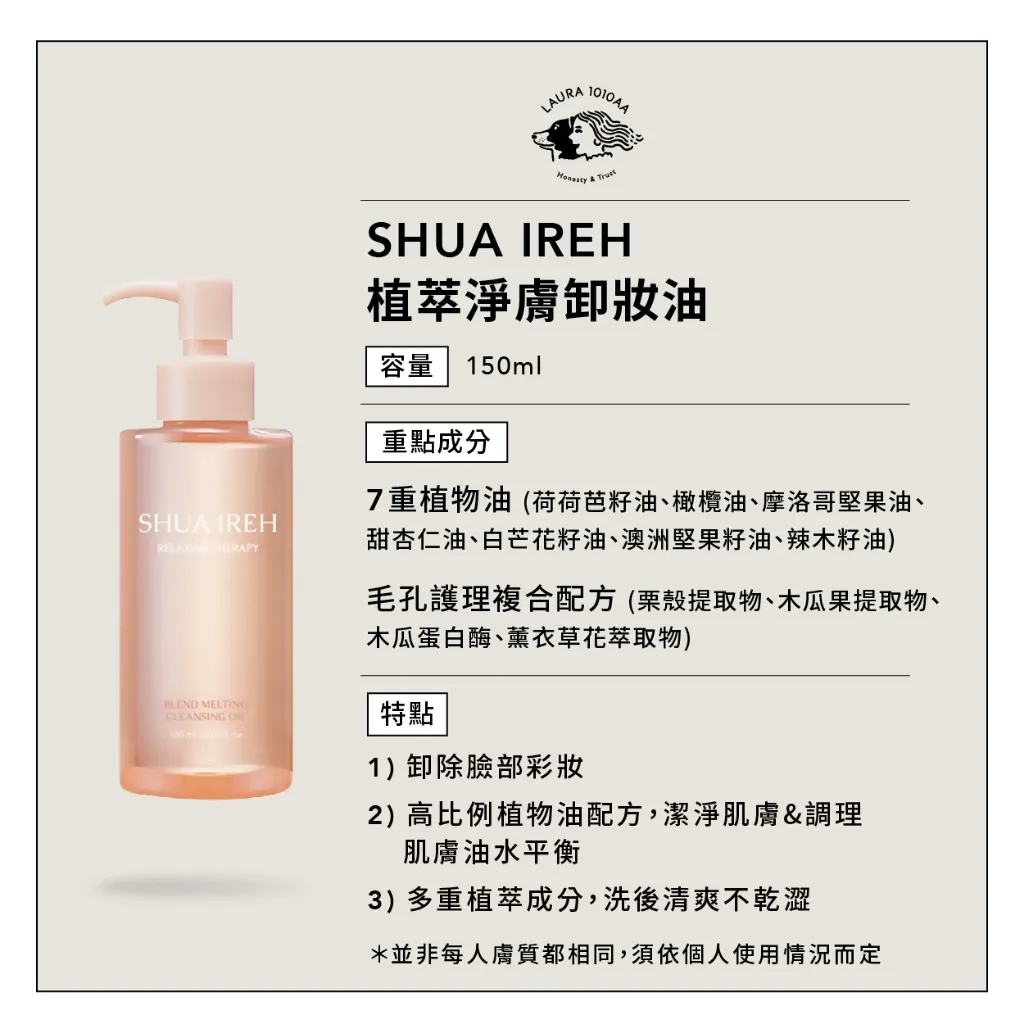 LAURA 1010AA
Honesty & Trust
SHUA IREH
植萃淨膚卸妝油
容量 150ml
重點成分
7重植物油 (荷荷芭籽油、橄欖油、摩洛哥堅果油、
甜杏仁油、白芒花籽油、澳洲堅果籽油、辣木籽油)
毛孔護理複合配方 (栗殼提取物、木瓜果提取物、
木瓜蛋白酶、薰衣草花萃取物)
特點
1) 卸除臉部彩妝
2) 高比例植物油配方,潔淨肌膚&調理
肌膚油水平衡
3) 多重植萃成分,洗後清爽不乾澀
*並非每人膚質都相同,須依個人使用情況而定
SHUA IREH
RELAXING THERAPY
BLEND MELTING
CLEANSING OIL